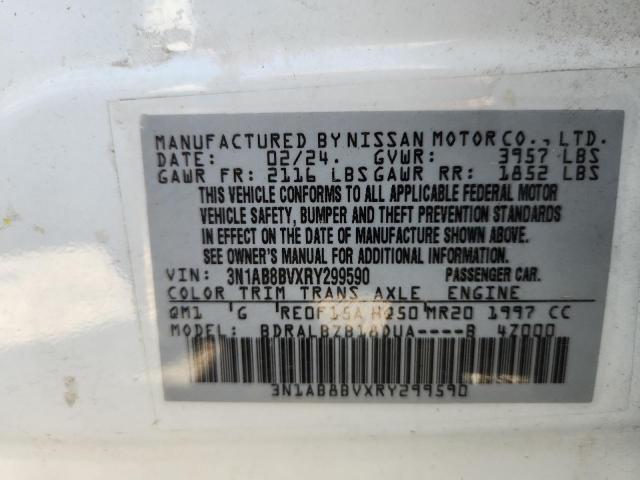 MANUFACTURED BY NISSAN MOTOR CO., LTD.
DATE: 02/24. GVWR: 3957 LBS
GAWR FR: 2116 LBS GAWR RR: 1852 LBS
THIS VEHICLE CONFORMS TO ALL APPLICABLE FEDERAL MOTOR
VEHICLE SAFETY, BUMPER AND THEFT PREVENTION STANDARDS
IN EFFECT ON THE DATE OF MANUFACTURE SHOWN ABOVE.
SEE OWNER'S MANUAL FOR ADDITIONAL INFORMATION.
VIN: 3N1AB8BVXRY299590 PASSENGER CAR.
COLOR TRIM TRANS AXLE ENGINE
QM1 G RE0F15A HQ50 MR20 1997 CC
MODEL: BDRALBZB18DUA----B 4Z000
3N1AB8BVXRY299590